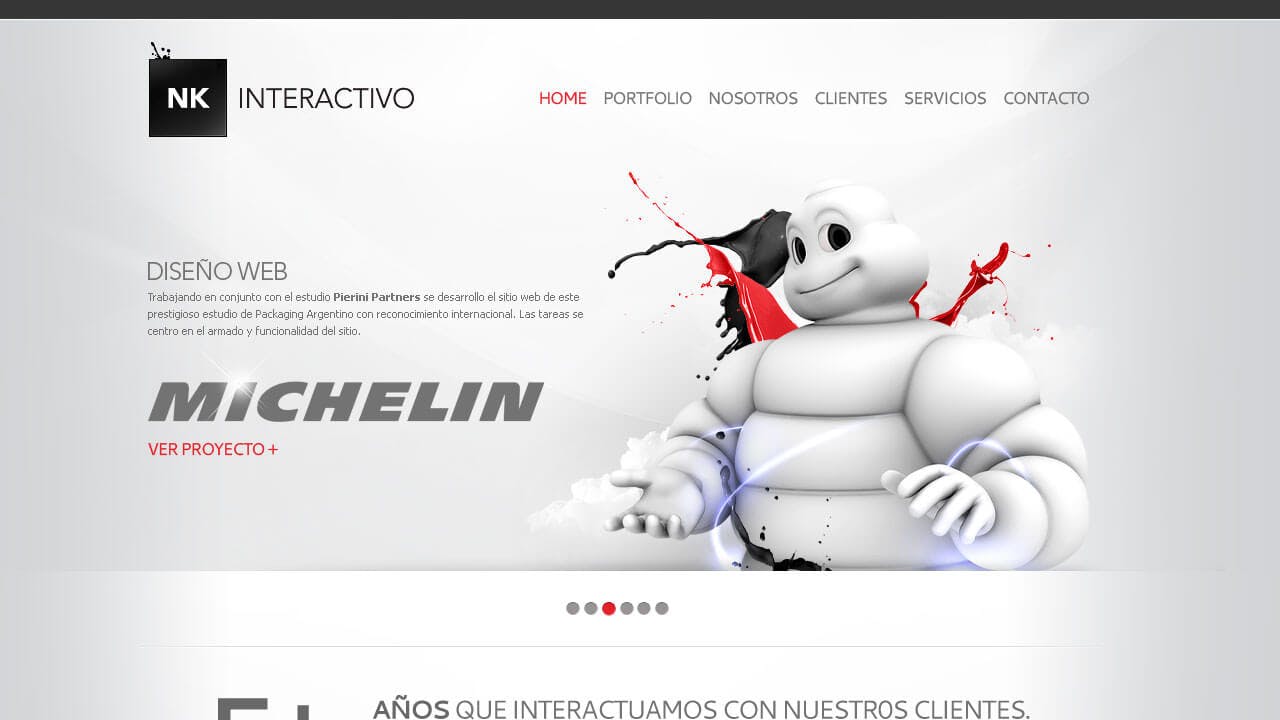 NK INTERACTIVO
HOME PORTFOLIO NOSOTROS CLIENTES SERVICIOS CONTACTO
DISEÑO WEB
Trabajando en conjunto con el estudio Pierini Partners se desarrollo el sitio web de este
prestigioso estudio de Packaging Argentino con reconocimiento internacional. Las tareas se
centro en el armado y funcionalidad del sitio.
MICHELIN
VER PROYECTO +
AÑOS QUE INTERACTUAMOS CON NUESTR0S CLIENTES.